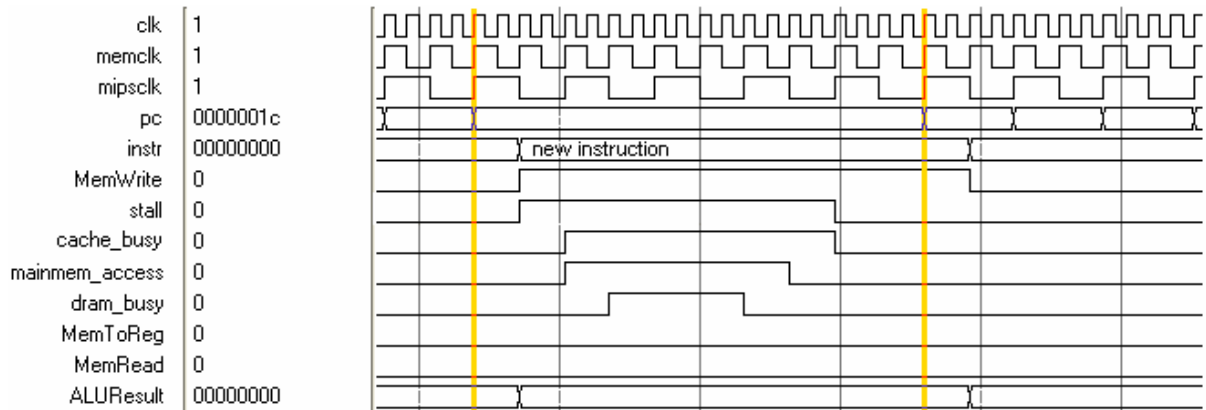 clk 1
memclk 1
mipsclk 1
pc 0000001c
instr 00000000 new instruction
MemWrite 0
stall 0
cache_busy 0
mainmem_access 0
dram_busy 0
MemToReg 0
MemRead 0
ALUResult 00000000